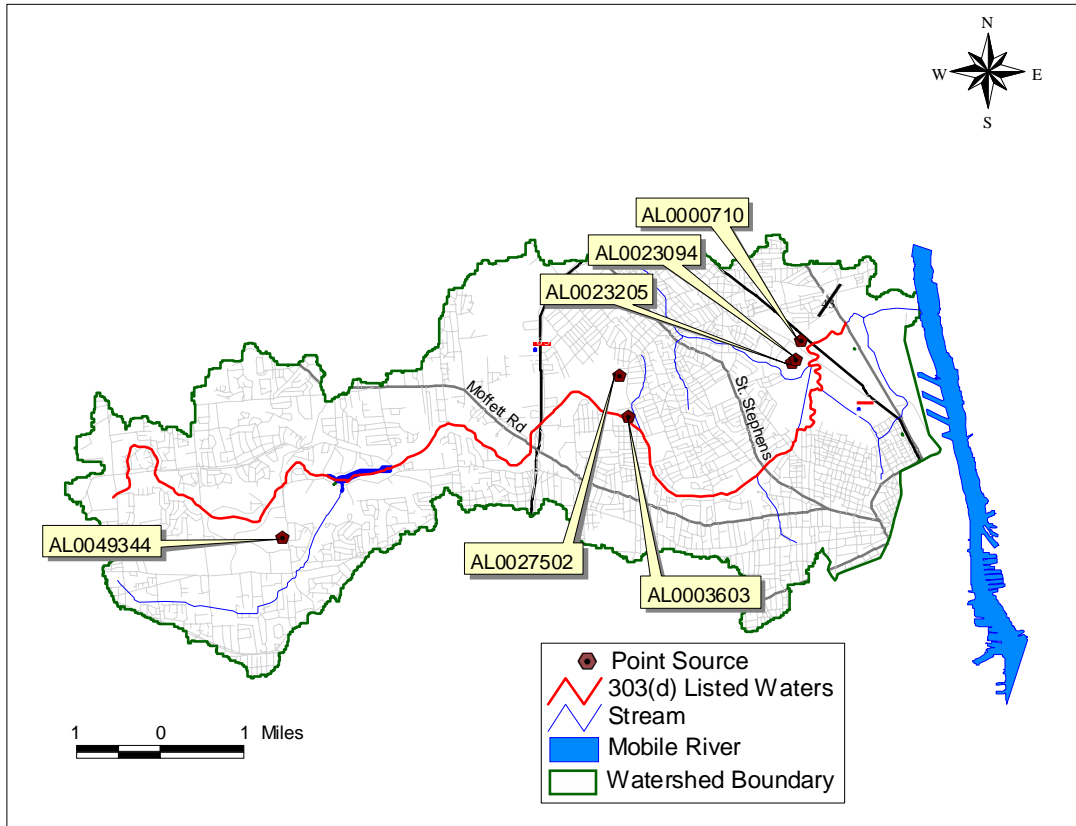 N
W E
S
AL0000710
AL0023094
AL0023205
Moffett Rd
St. Stephens
AL0049344
AL0027502
AL0003603
Point Source
303(d) Listed Waters
Stream
Mobile River
Watershed Boundary
1 0 1 Miles